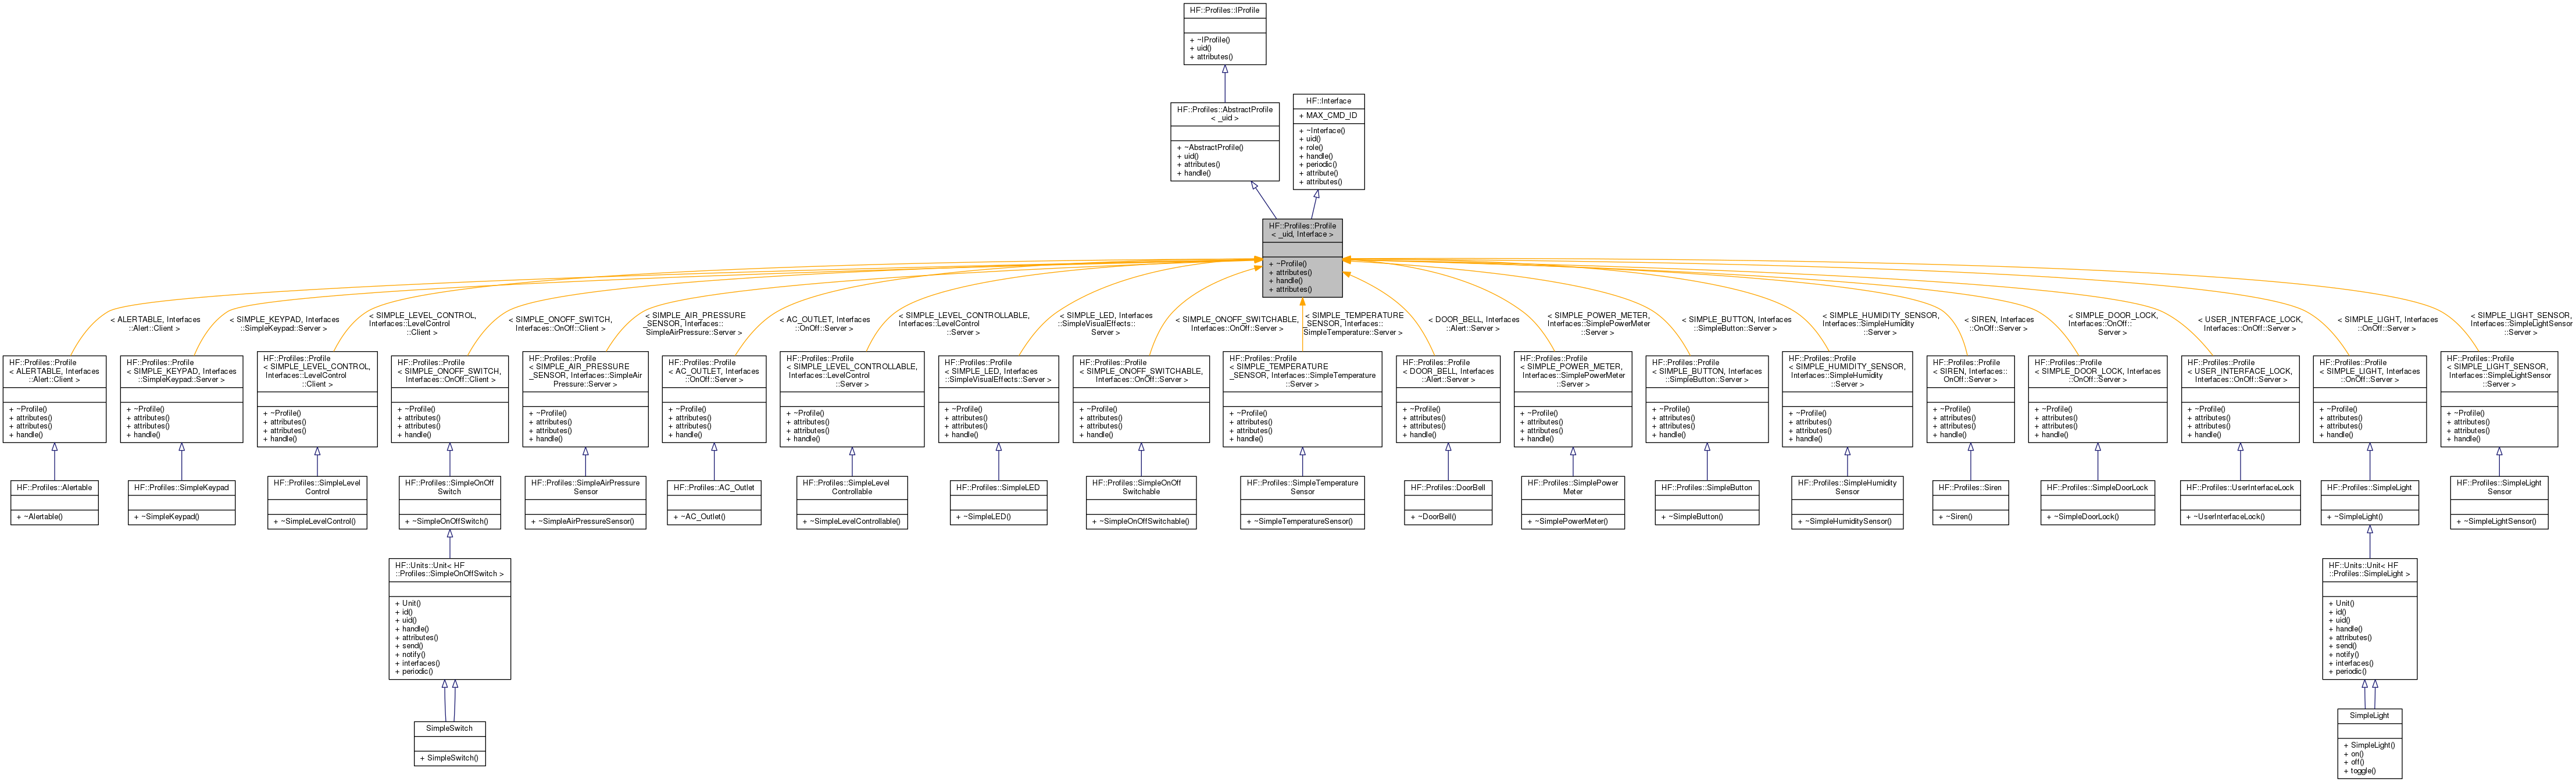 HF::Profiles::IProfile
+ ~IProfile()
+ uid()
+ attributes()
HF::Profiles::AbstractProfile
< _uid >
+ ~AbstractProfile()
+ uid()
+ attributes()
+ handle()
HF::Interface
+ MAX_CMD_ID
+ ~Interface()
+ uid()
+ role()
+ handle()
+ periodic()
+ attribute()
+ attributes()
HF::Profiles::Profile
< _uid, Interface >
+ ~Profile()
+ attributes()
+ handle()
+ attributes()
< ALERTABLE, Interfaces
::Alert::Client >
< SIMPLE_KEYPAD, Interfaces
::SimpleKeypad::Server >
< SIMPLE_LEVEL_CONTROL,
Interfaces::LevelControl
::Client >
< SIMPLE_ONOFF_SWITCH,
Interfaces::OnOff::Client >
< SIMPLE_AIR_PRESSURE
_SENSOR, Interfaces::
SimpleAirPressure::Server >
< AC_OUTLET, Interfaces
::OnOff::Server >
< SIMPLE_LEVEL_CONTROLLABLE,
Interfaces::LevelControl
::Server >
< SIMPLE_LED, Interfaces
::SimpleVisualEffects::
Server >
< SIMPLE_ONOFF_SWITCHABLE,
Interfaces::OnOff::Server >
< SIMPLE_TEMPERATURE
_SENSOR, Interfaces::
SimpleTemperature::Server >
< DOOR_BELL, Interfaces
::Alert::Server >
< SIMPLE_POWER_METER,
Interfaces::SimplePowerMeter
::Server >
< SIMPLE_BUTTON, Interfaces
::SimpleButton::Server >
< SIMPLE_HUMIDITY_SENSOR,
Interfaces::SimpleHumidity
::Server >
< SIREN, Interfaces
::OnOff::Server >
< SIMPLE_DOOR_LOCK,
Interfaces::OnOff::
Server >
< USER_INTERFACE_LOCK,
Interfaces::OnOff::Server >
< SIMPLE_LIGHT, Interfaces
::OnOff::Server >
< SIMPLE_LIGHT_SENSOR,
Interfaces::SimpleLightSensor
::Server >
HF::Profiles::Profile
< ALERTABLE, Interfaces
::Alert::Client >
+ ~Profile()
+ attributes()
+ attributes()
+ handle()
HF::Profiles::Profile
< SIMPLE_KEYPAD, Interfaces
::SimpleKeypad::Server >
+ ~Profile()
+ attributes()
+ attributes()
+ handle()
HF::Profiles::Profile
< SIMPLE_LEVEL_CONTROL,
Interfaces::LevelControl
::Client >
+ ~Profile()
+ attributes()
+ attributes()
+ handle()
HF::Profiles::Profile
< SIMPLE_ONOFF_SWITCH,
Interfaces::OnOff::Client >
+ ~Profile()
+ attributes()
+ attributes()
+ handle()
HF::Profiles::Profile
< SIMPLE_AIR_PRESSURE
_SENSOR, Interfaces::SimpleAir
Pressure::Server >
+ ~Profile()
+ attributes()
+ attributes()
+ handle()
HF::Profiles::Profile
< AC_OUTLET, Interfaces
::OnOff::Server >
+ ~Profile()
+ attributes()
+ attributes()
+ handle()
HF::Profiles::Profile
< SIMPLE_LEVEL_CONTROLLABLE,
Interfaces::LevelControl
::Server >
+ ~Profile()
+ attributes()
+ attributes()
+ handle()
HF::Profiles::Profile
< SIMPLE_LED, Interfaces
::SimpleVisualEffects::Server >
+ ~Profile()
+ attributes()
+ attributes()
+ handle()
HF::Profiles::Profile
< SIMPLE_ONOFF_SWITCHABLE,
Interfaces::OnOff::Server >
+ ~Profile()
+ attributes()
+ attributes()
+ handle()
HF::Profiles::Profile
< SIMPLE_TEMPERATURE
_SENSOR, Interfaces::SimpleTemperature
::Server >
+ ~Profile()
+ attributes()
+ attributes()
+ handle()
HF::Profiles::Profile
< DOOR_BELL, Interfaces
::Alert::Server >
+ ~Profile()
+ attributes()
+ attributes()
+ handle()
HF::Profiles::Profile
< SIMPLE_POWER_METER,
Interfaces::SimplePowerMeter
::Server >
+ ~Profile()
+ attributes()
+ attributes()
+ handle()
HF::Profiles::Profile
< SIMPLE_BUTTON, Interfaces
::SimpleButton::Server >
+ ~Profile()
+ attributes()
+ attributes()
+ handle()
HF::Profiles::Profile
< SIMPLE_HUMIDITY_SENSOR,
Interfaces::SimpleHumidity
::Server >
+ ~Profile()
+ attributes()
+ attributes()
+ handle()
HF::Profiles::Profile
< SIREN, Interfaces::
OnOff::Server >
+ ~Profile()
+ attributes()
+ attributes()
+ handle()
HF::Profiles::Profile
< SIMPLE_DOOR_LOCK, Interfaces
::OnOff::Server >
+ ~Profile()
+ attributes()
+ attributes()
+ handle()
HF::Profiles::Profile
< USER_INTERFACE_LOCK,
Interfaces::OnOff::Server >
+ ~Profile()
+ attributes()
+ attributes()
+ handle()
HF::Profiles::Profile
< SIMPLE_LIGHT, Interfaces
::OnOff::Server >
+ ~Profile()
+ attributes()
+ attributes()
+ handle()
HF::Profiles::Profile
< SIMPLE_LIGHT_SENSOR,
Interfaces::SimpleLightSensor
::Server >
+ ~Profile()
+ attributes()
+ attributes()
+ handle()
HF::Profiles::Alertable
+ ~Alertable()
HF::Profiles::SimpleKeypad
+ ~SimpleKeypad()
HF::Profiles::SimpleLevel
Control
+ ~SimpleLevelControl()
HF::Profiles::SimpleOnOff
Switch
+ ~SimpleOnOffSwitch()
HF::Profiles::SimpleAirPressure
Sensor
+ ~SimpleAirPressureSensor()
HF::Profiles::AC_Outlet
+ ~AC_Outlet()
HF::Profiles::SimpleLevel
Controllable
+ ~SimpleLevelControllable()
HF::Profiles::SimpleLED
+ ~SimpleLED()
HF::Profiles::SimpleOnOff
Switchable
+ ~SimpleOnOffSwitchable()
HF::Profiles::SimpleTemperature
Sensor
+ ~SimpleTemperatureSensor()
HF::Profiles::DoorBell
+ ~DoorBell()
HF::Profiles::SimplePower
Meter
+ ~SimplePowerMeter()
HF::Profiles::SimpleButton
+ ~SimpleButton()
HF::Profiles::SimpleHumidity
Sensor
+ ~SimpleHumiditySensor()
HF::Profiles::Siren
+ ~Siren()
HF::Profiles::SimpleDoorLock
+ ~SimpleDoorLock()
HF::Profiles::UserInterfaceLock
+ ~UserInterfaceLock()
HF::Profiles::SimpleLight
+ ~SimpleLight()
HF::Profiles::SimpleLight
Sensor
+ ~SimpleLightSensor()
HF::Units::Unit< HF
::Profiles::SimpleOnOffSwitch >
+ Unit()
+ id()
+ uid()
+ handle()
+ attributes()
+ send()
+ notify()
+ interfaces()
+ periodic()
HF::Units::Unit< HF
::Profiles::SimpleLight >
+ Unit()
+ id()
+ uid()
+ handle()
+ attributes()
+ send()
+ notify()
+ interfaces()
+ periodic()
SimpleSwitch
+ SimpleSwitch()
SimpleLight
+ SimpleLight()
+ on()
+ off()
+ toggle()